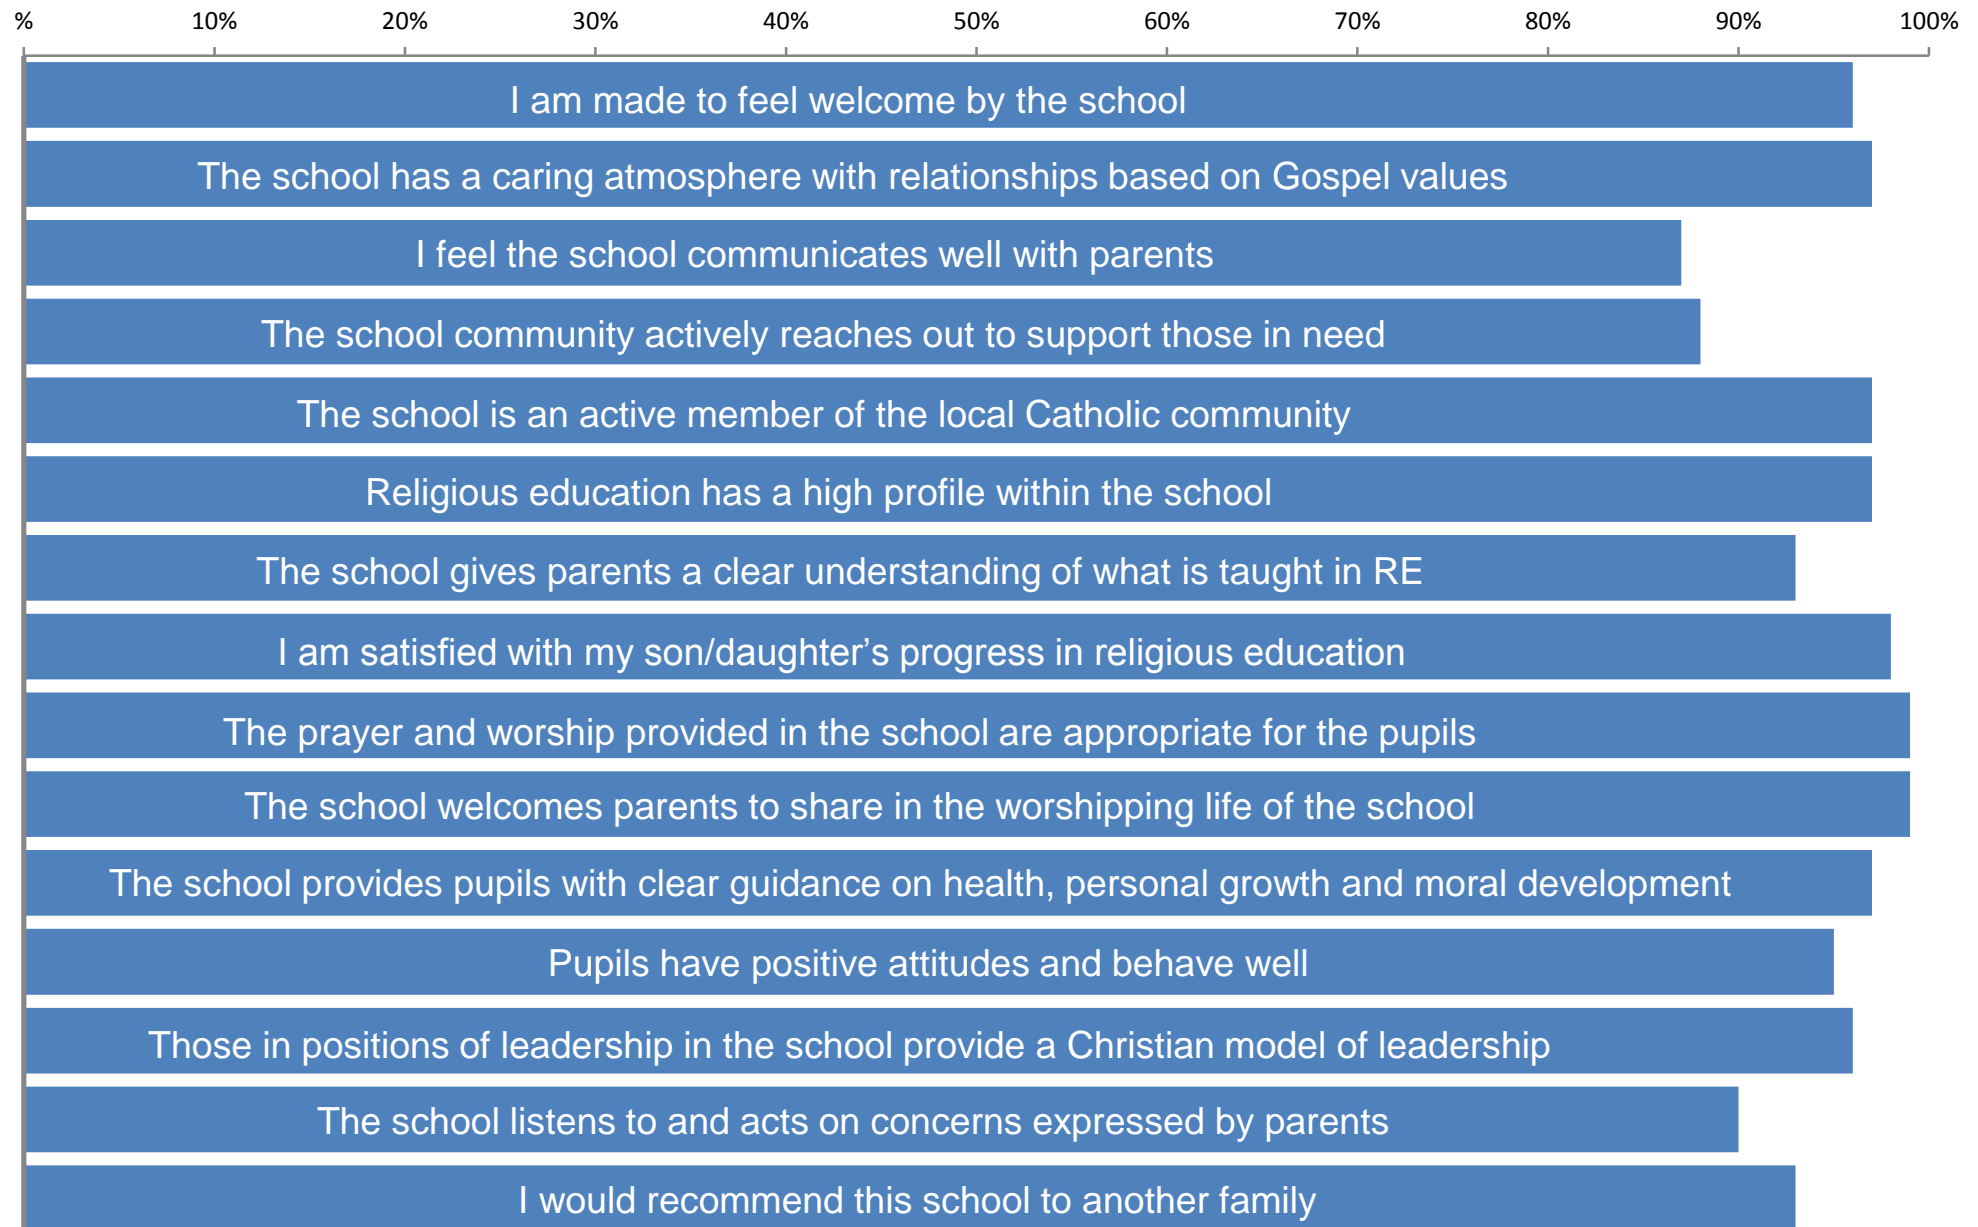 % 10% 20% 30% 40% 50% 60% 70% 80% 90% 100%
I am made to feel welcome by the school
The school has a caring atmosphere with relationships based on Gospel values
I feel the school communicates well with parents
The school community actively reaches out to support those in need
The school is an active member of the local Catholic community
Religious education has a high profile within the school
The school gives parents a clear understanding of what is taught in RE
I am satisfied with my son/daughter’s progress in religious education
The prayer and worship provided in the school are appropriate for the pupils
The school welcomes parents to share in the worshipping life of the school
The school provides pupils with clear guidance on health, personal growth and moral development
Pupils have positive attitudes and behave well
Those in positions of leadership in the school provide a Christian model of leadership
The school listens to and acts on concerns expressed by parents
I would recommend this school to another family